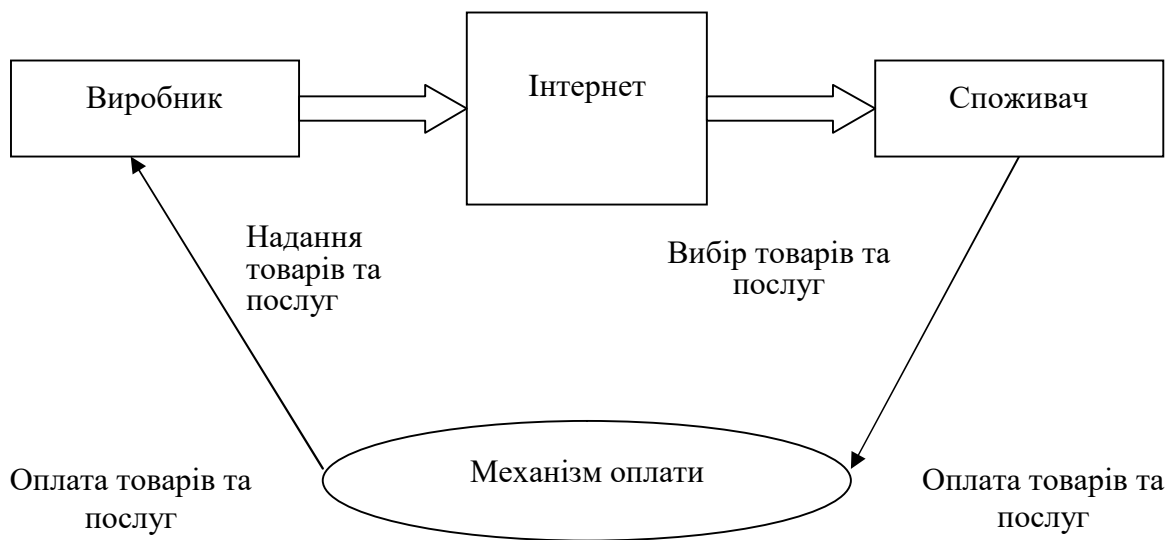 Виробник
Інтернет
Споживач
Надання
товарів та
послуг
Вибір товарів та
послуг
Механізм оплати
Оплата товарів та
послуг
Оплата товарів та
послуг